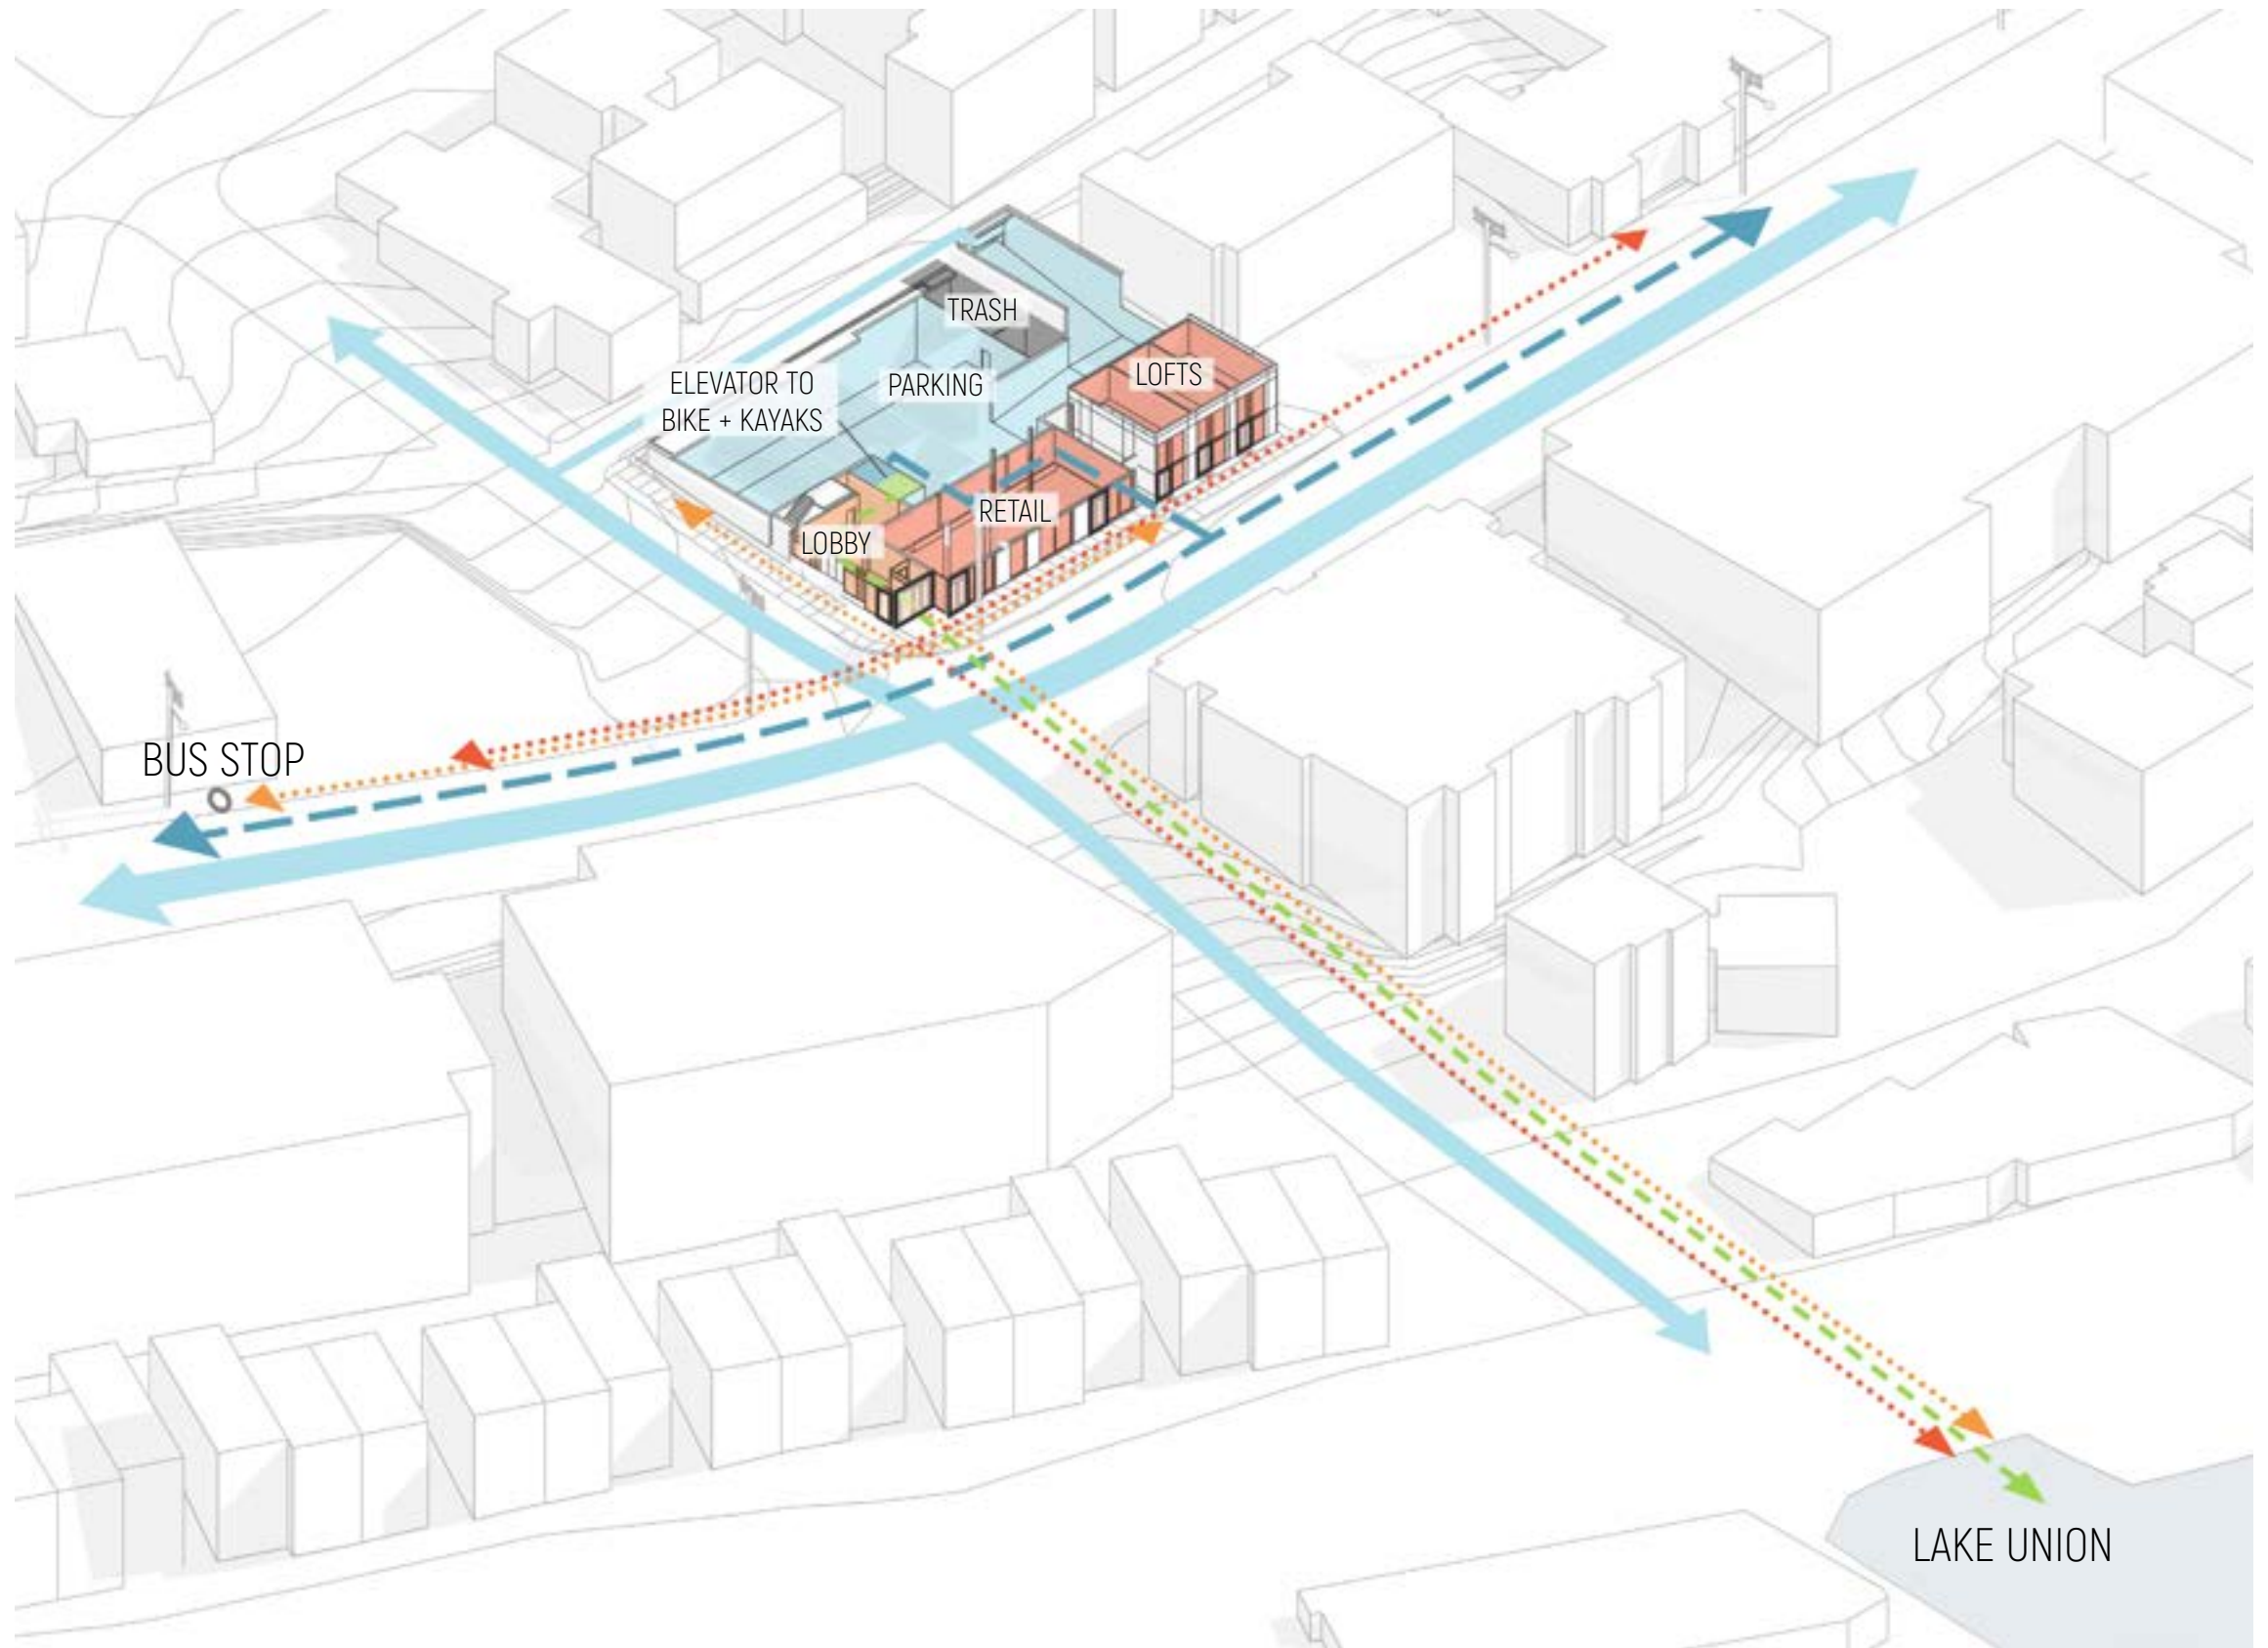 TRASH
ELEVATOR TO
BIKE + KAYAKS
PARKING
LOFTS
RETAIL
LOBBY
BUS STOP
LAKE UNION